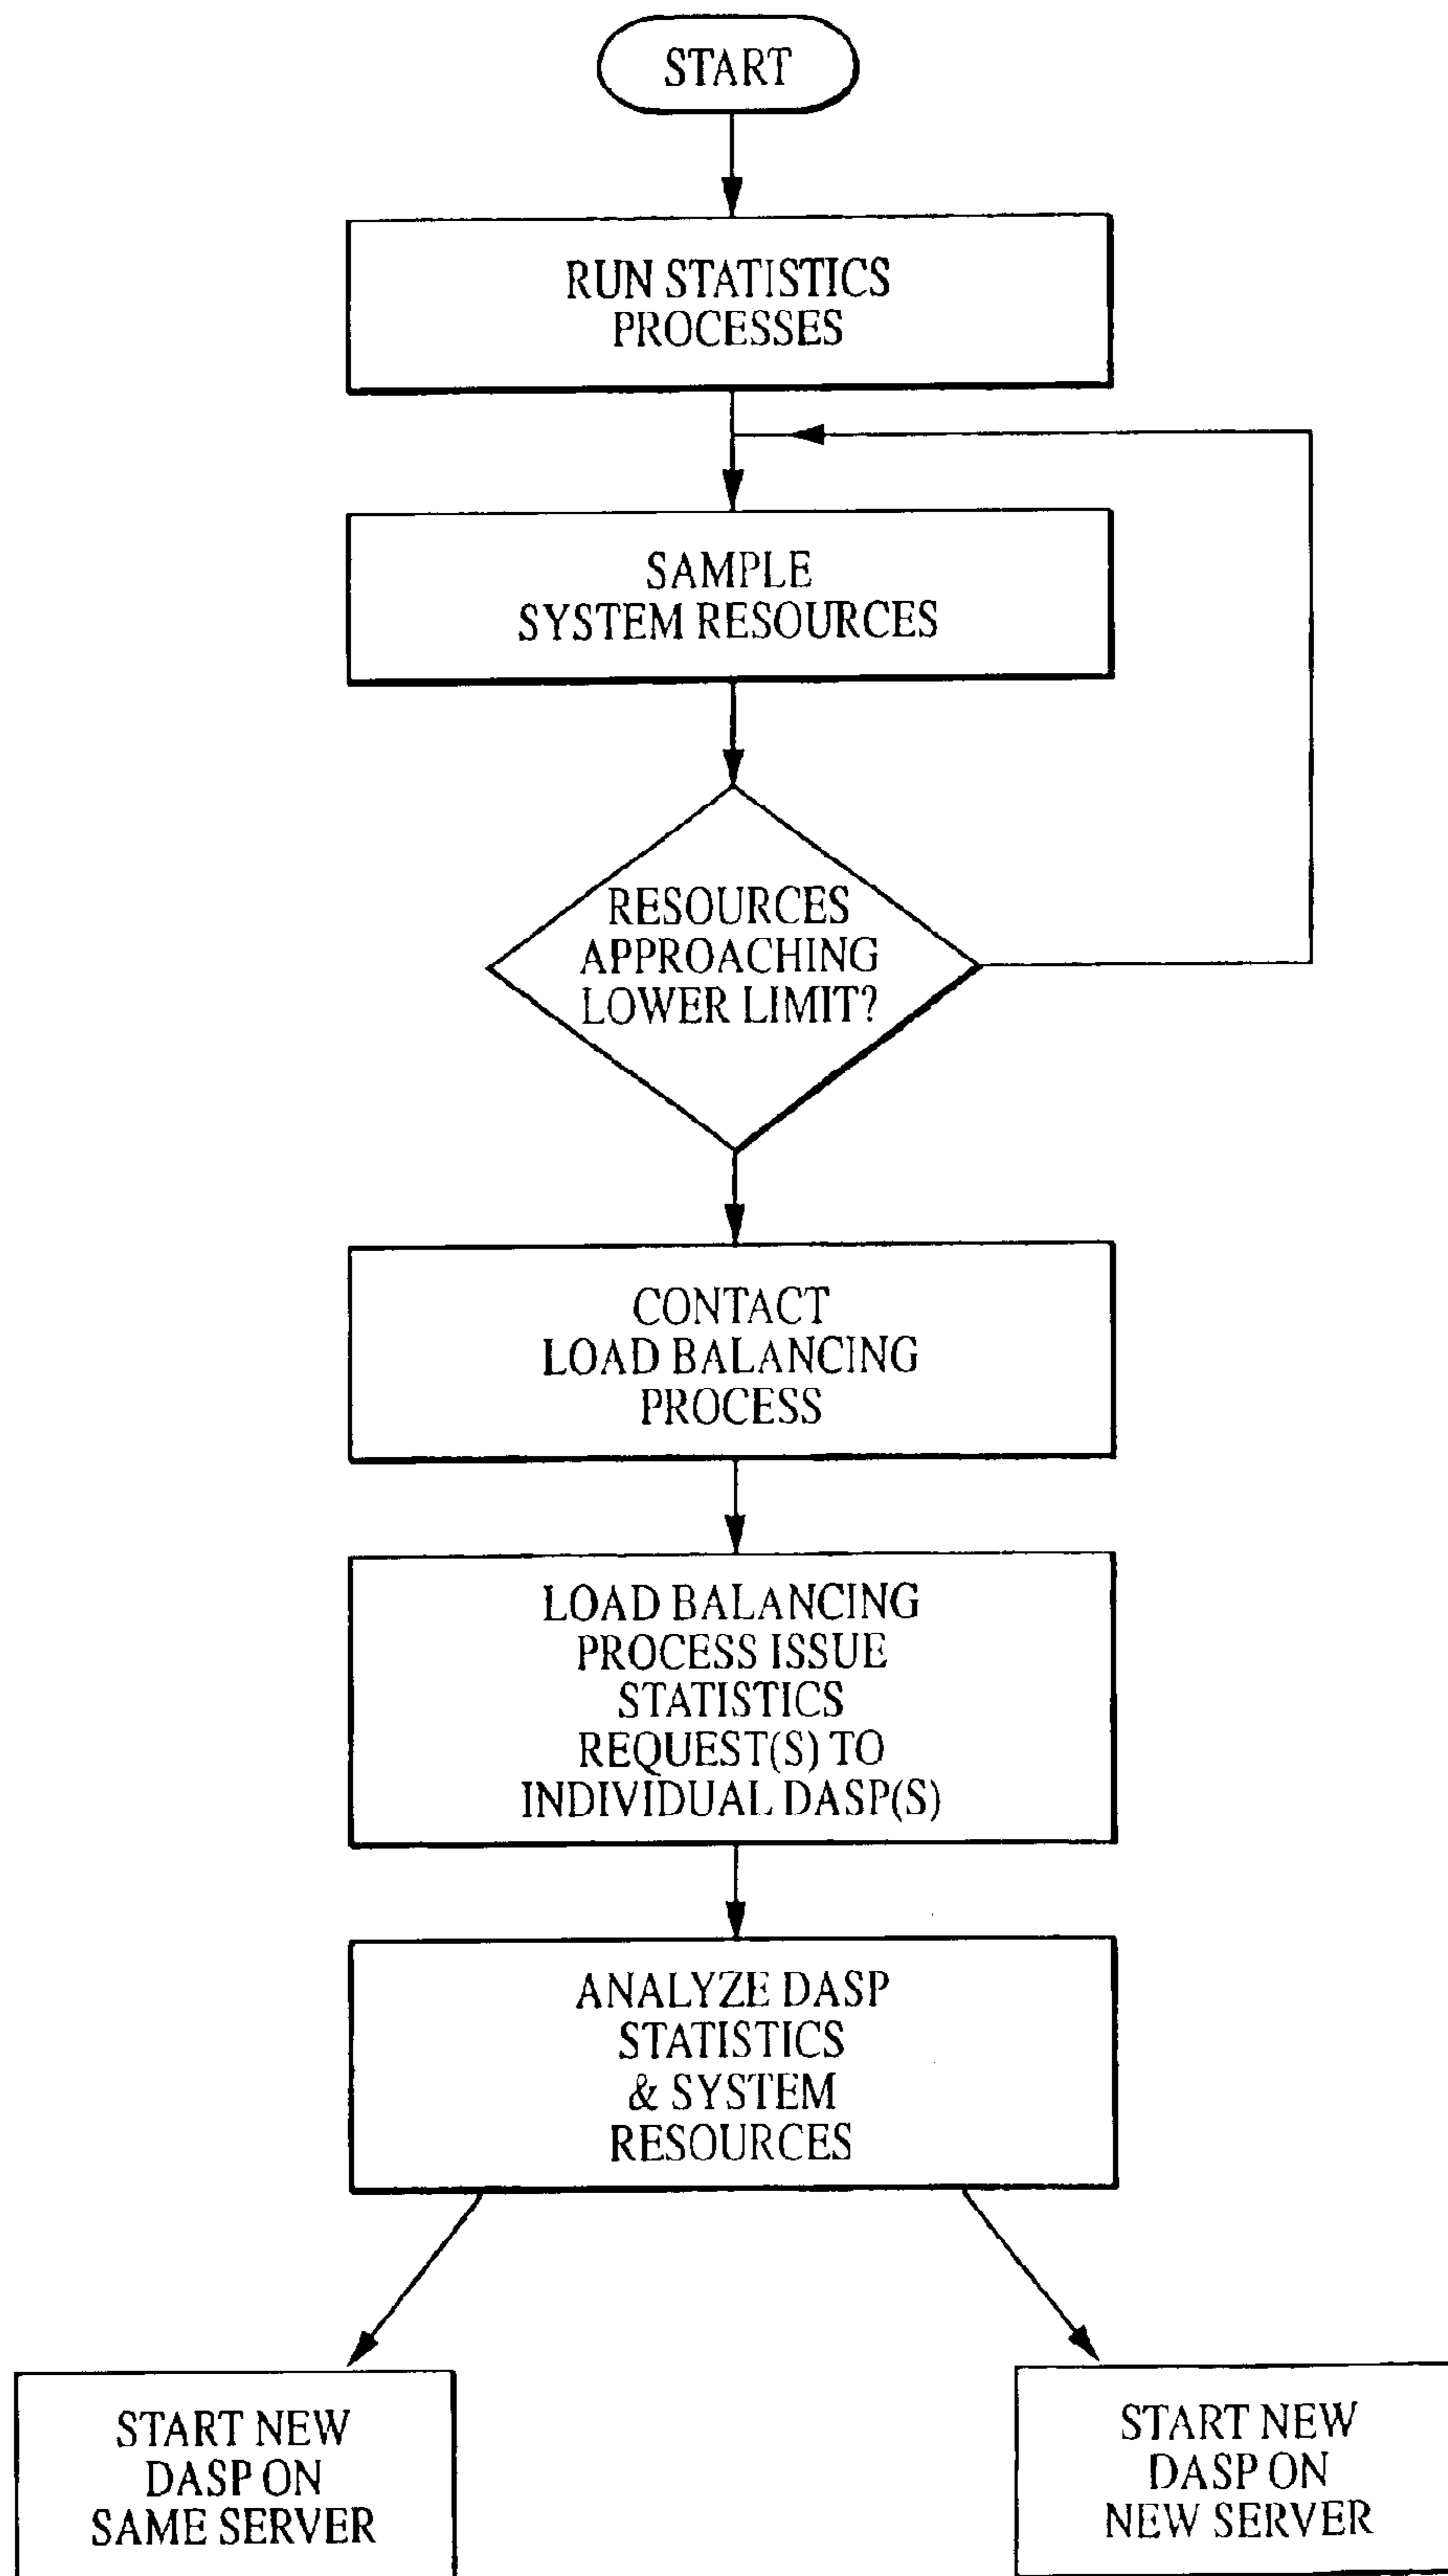 START
RUN STATISTICS
PROCESSES
SAMPLE
SYSTEM RESOURCES
RESOURCES
APPROACHING
LOWER LIMIT?
CONTACT
LOAD BALANCING
PROCESS
LOAD BALANCING
PROCESS ISSUE
STATISTICS
REQUEST(S) TO
INDIVIDUAL DASP(S)
ANALYZE DASP
STATISTICS
& SYSTEM
RESOURCES
START NEW
DASP ON
SAME SERVER
START NEW
DASP ON
NEW SERVER